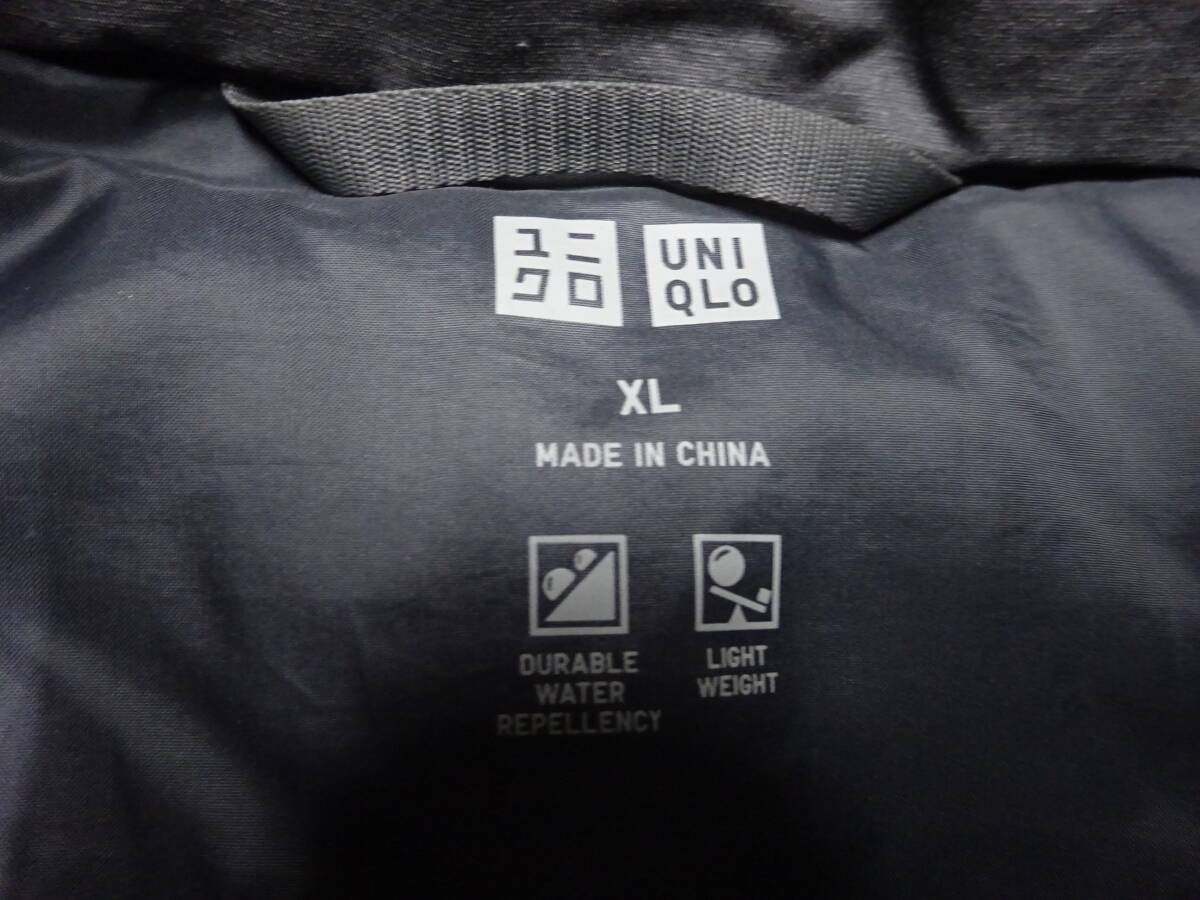 ユニ
クロ
UNI
QLO
XL
MADE IN CHINA
DURABLE
WATER
REPELLENCY
LIGHT
WEIGHT